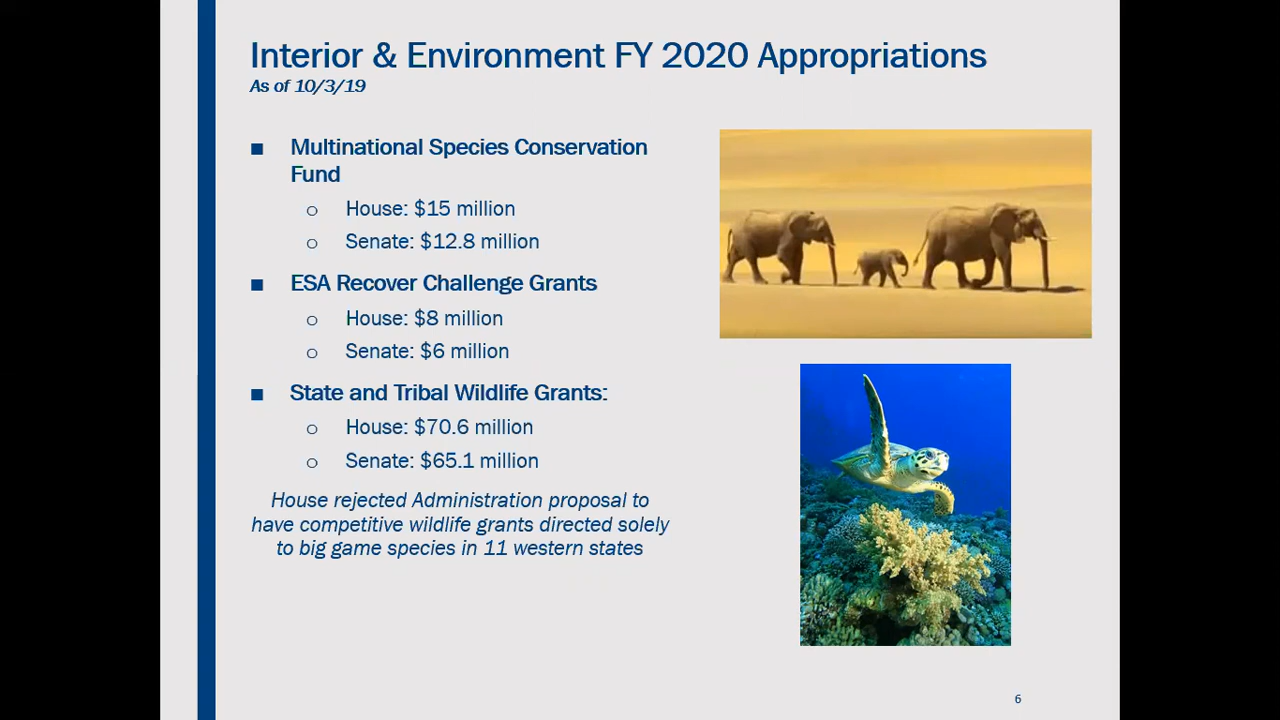 Interior & Environment FY 2020 Appropriations
As of 10/3/19
■ Multinational Species Conservation
Fund
o House: $15 million
o Senate: $12.8 million
■ ESA Recover Challenge Grants
o House: $8 million
o Senate: $6 million
■ State and Tribal Wildlife Grants:
o House: $70.6 million
o Senate: $65.1 million
House rejected Administration proposal to
have competitive wildlife grants directed solely
to big game species in 11 western states
6